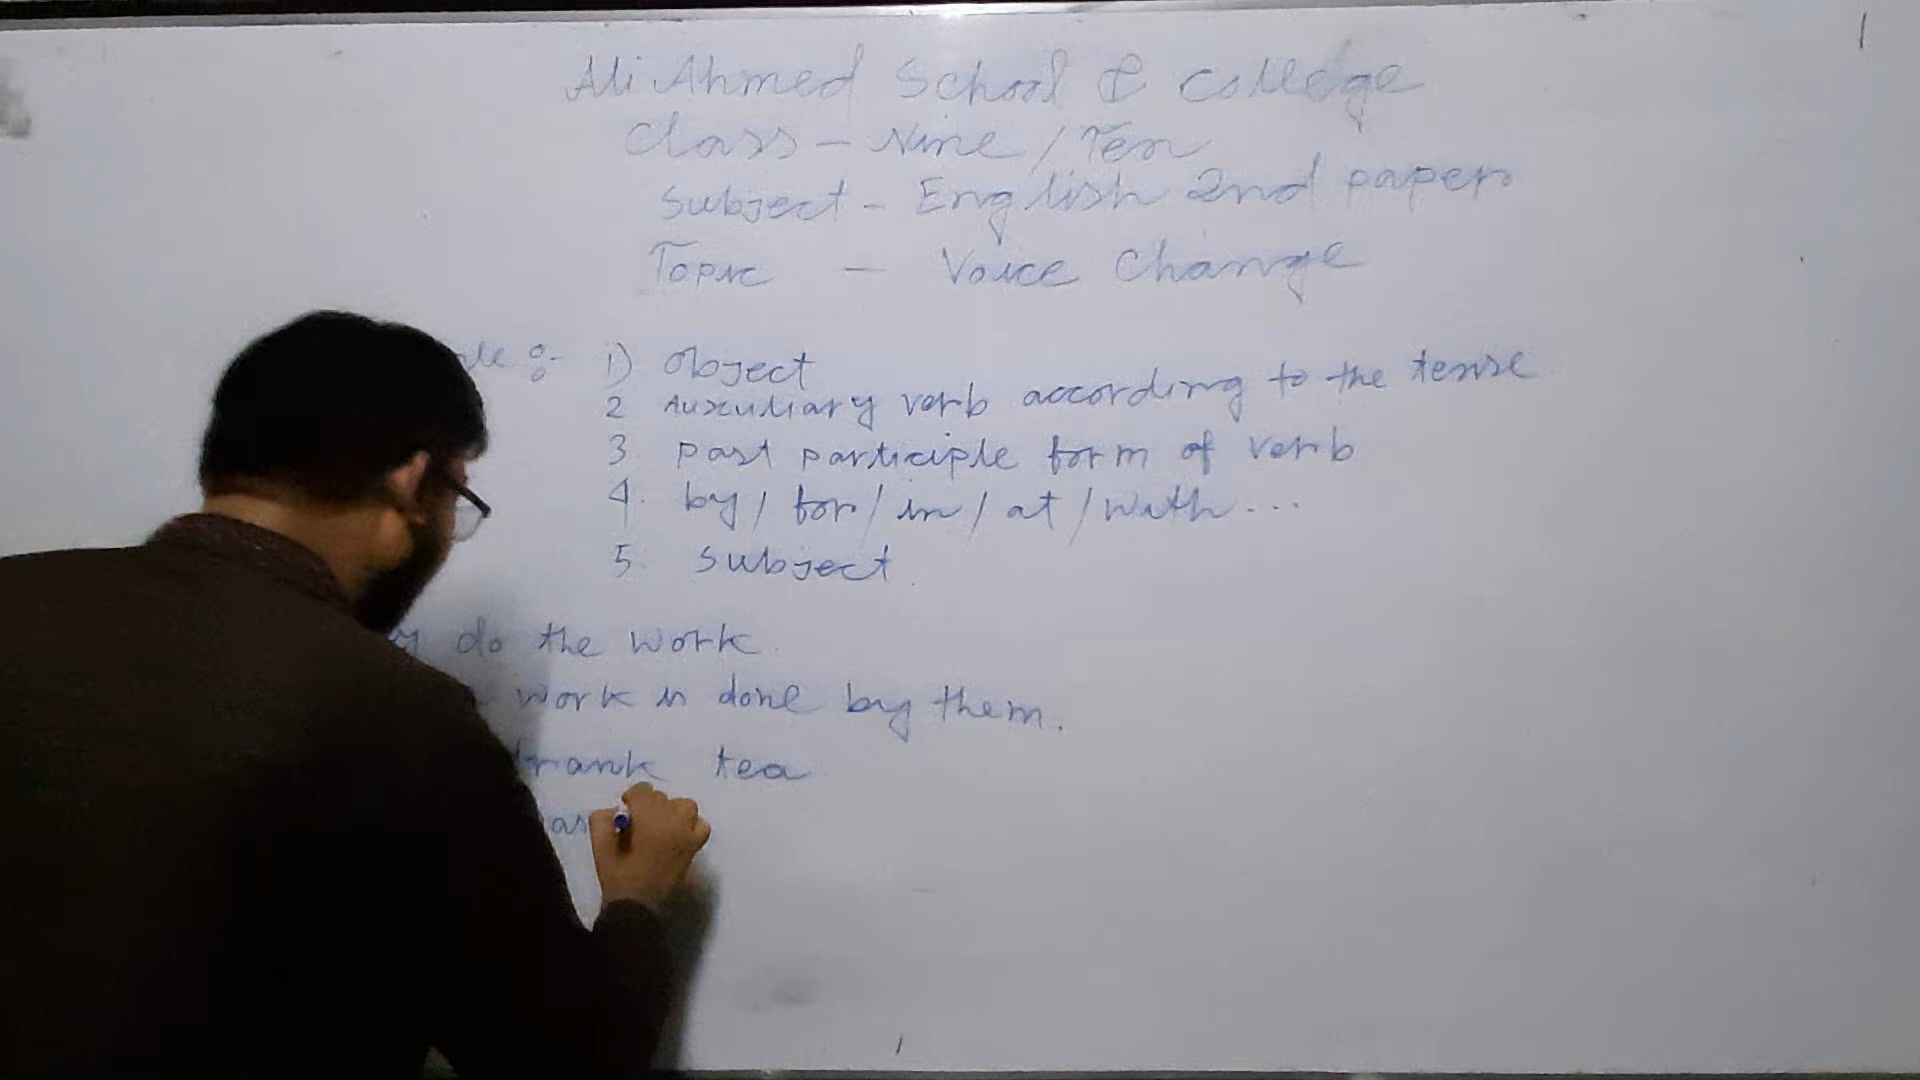 Ali Ahmed School & College
Class - Nine / Ten
Subject - English 2nd paper
Topic - Voice Change
1) Object
2 Auxuliary verb according to the tense
3 past participle form of verb
4. by / for / in / at / with ...
5. Subject
do the work.
work is done by them.
drank tea